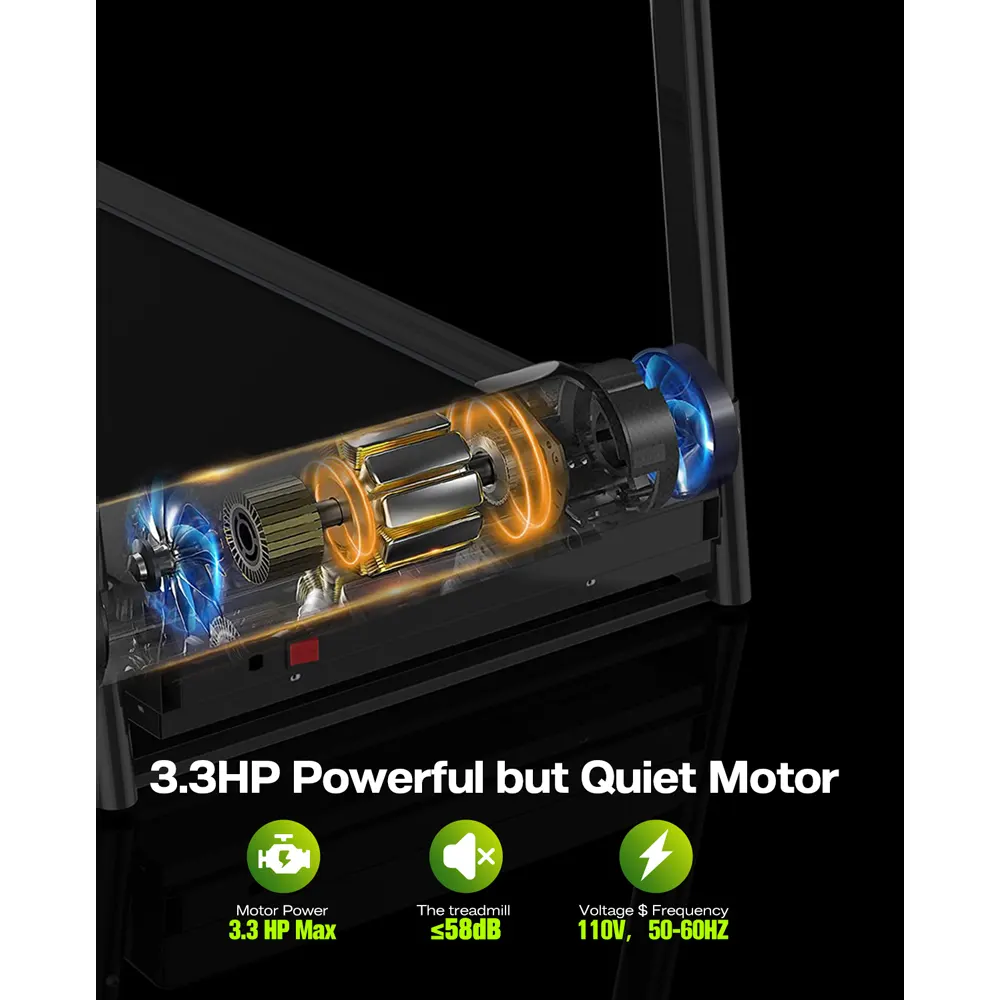 3.3HP Powerful but Quiet Motor
Motor Power
3.3 HP Max
The treadmill
≤58dB
Voltage $ Frequency
110V, 50-60HZ